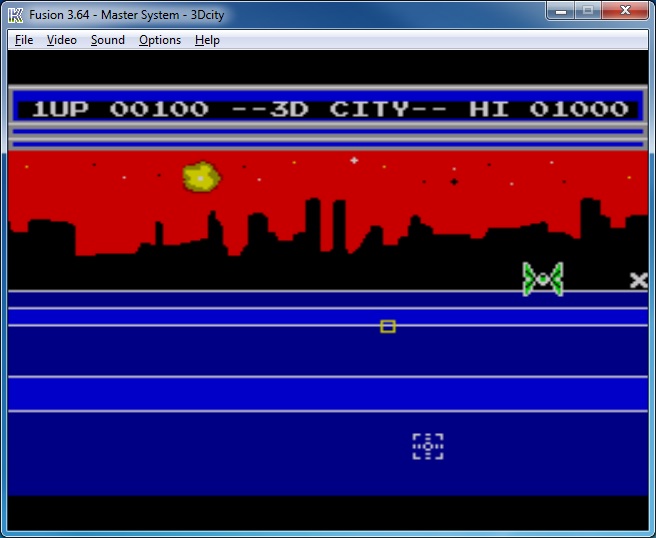 Fusion 3.64 - Master System - 3Dcity
File Video Sound Options Help
1UP 00100 --3D CITY-- HI 01000